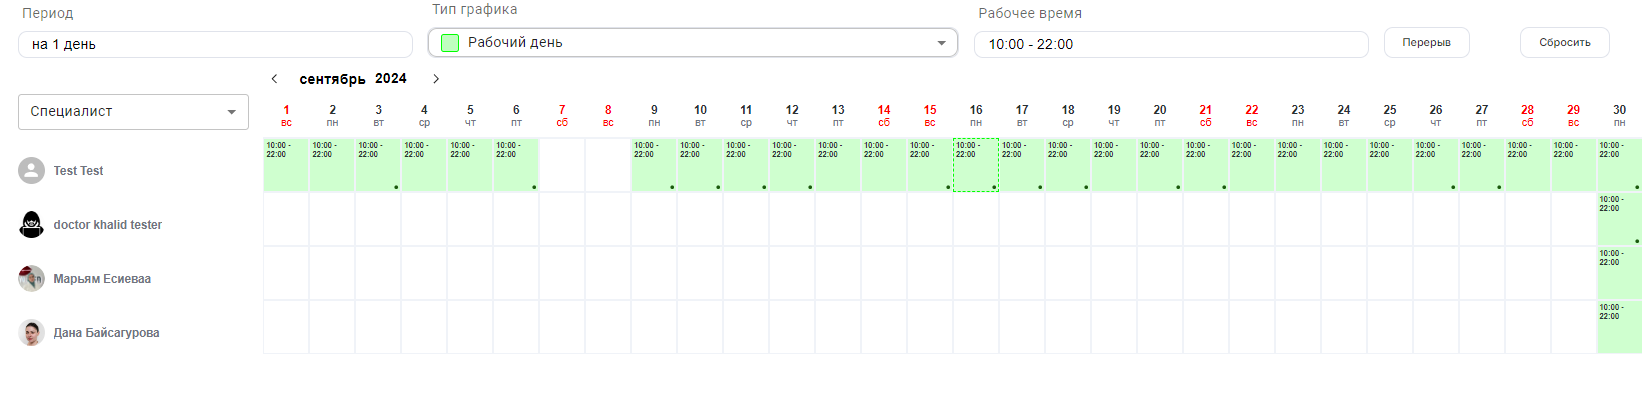 Период
Тип графика
Рабочее время
на 1 день
Рабочий день
10:00 - 22:00
Перерыв
Сбросить
сентябрь 2024
Специалист
1 2 3 4 5 6 7 8 9 10 11 12 13 14 15 16 17 18 19 20 21 22 23 24 25 26 27 28 29 30
вс пн вт ср чт пт сб вс пн вт ср чт пт сб вс пн вт ср чт пт сб вс пн вт ср чт пт сб вс пн
Test Test
10:00 - 10:00 - 10:00 - 10:00 - 10:00 - 10:00 - 10:00 - 10:00 - 10:00 - 10:00 - 10:00 - 10:00 - 10:00 - 10:00 - 10:00 - 10:00 - 10:00 - 10:00 - 10:00 - 10:00 - 10:00 - 10:00 - 10:00 - 10:00 - 10:00 - 10:00 - 10:00 - 10:00 -
22:00 22:00 22:00 22:00 22:00 22:00 22:00 22:00 22:00 22:00 22:00 22:00 22:00 22:00 22:00 22:00 22:00 22:00 22:00 22:00 22:00 22:00 22:00 22:00 22:00 22:00 22:00 22:00
doctor khalid tester
10:00 -
22:00
Марьям Есиеваа
10:00 -
22:00
Дана Байсагурова
10:00 -
22:00